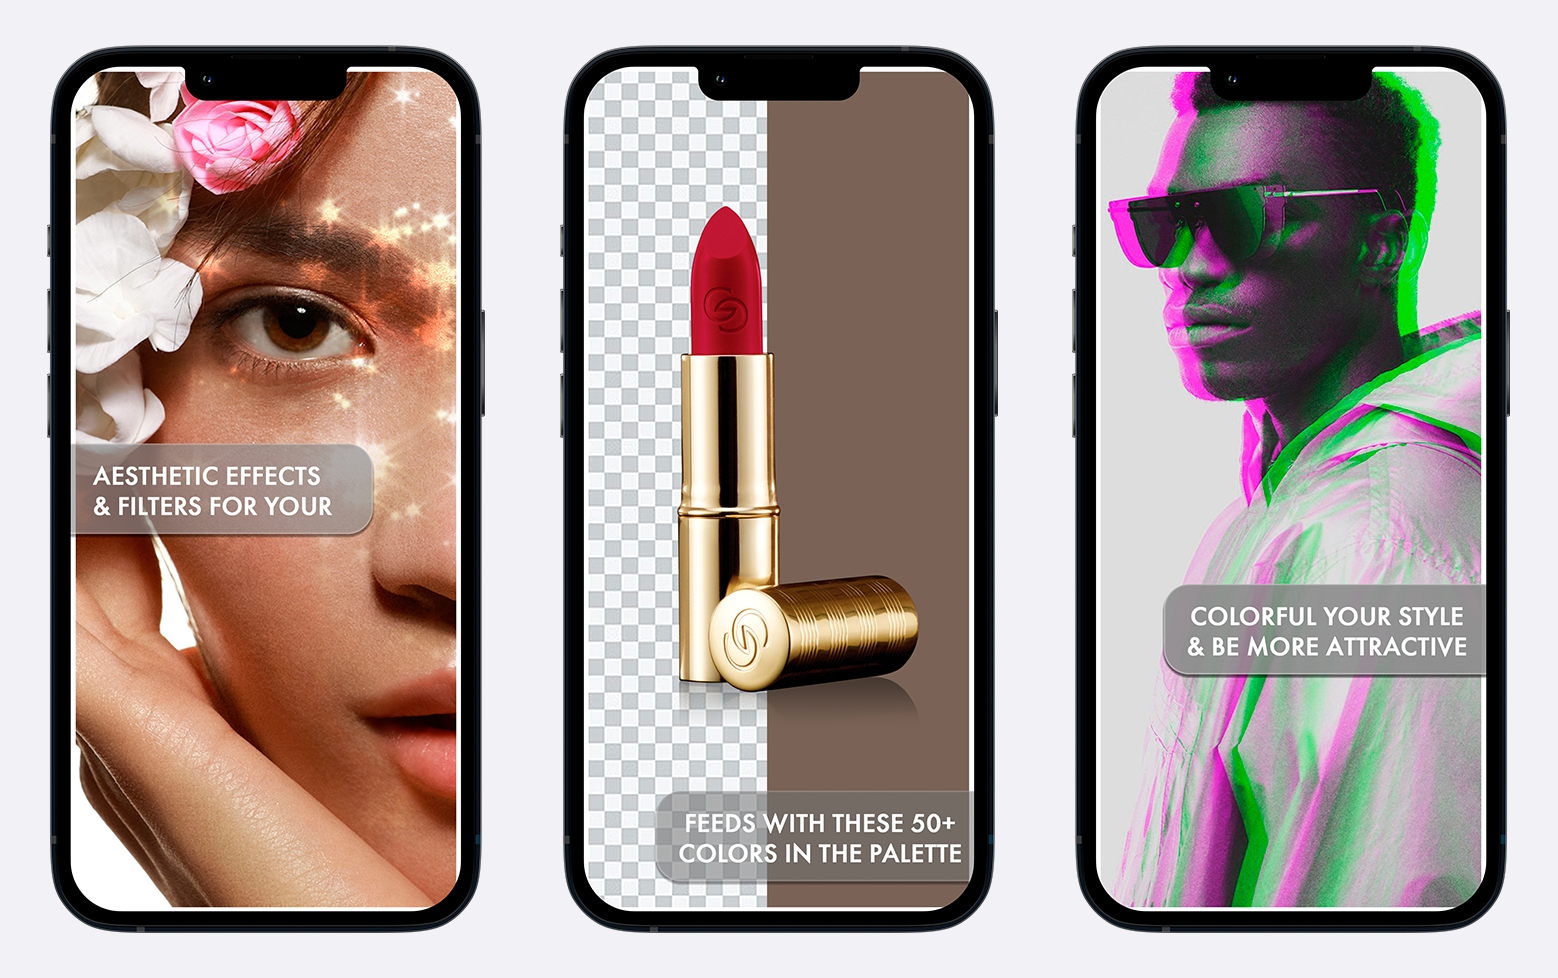 AESTHETIC EFFECTS
& FILTERS FOR YOUR
FEEDS WITH THESE 50+
COLORS IN THE PALETTE
COLORFUL YOUR STYLE
& BE MORE ATTRACTIVE